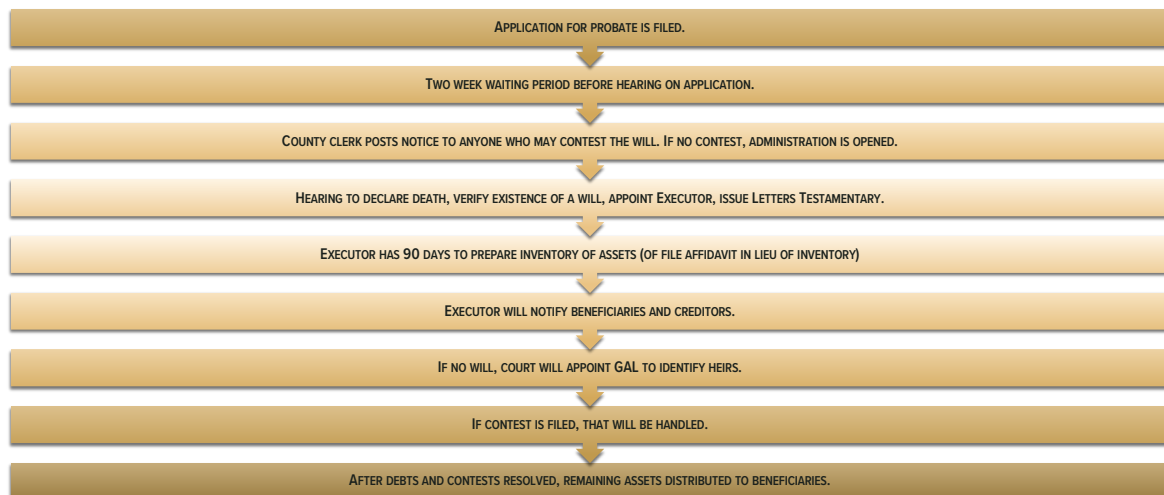 Application for probate is filed.
Two week waiting period before hearing on application.
County clerk posts notice to anyone who may contest the will. If no contest, administration is opened.
Hearing to declare death, verify existence of a will, appoint Executor, issue Letters Testamentary.
Executor has 90 days to prepare inventory of assets (of file affidavit in lieu of inventory)
Executor will notify beneficiaries and creditors.
If no will, court will appoint GAL to identify heirs.
If contest is filed, that will be handled.
After debts and contests resolved, remaining assets distributed to beneficiaries.